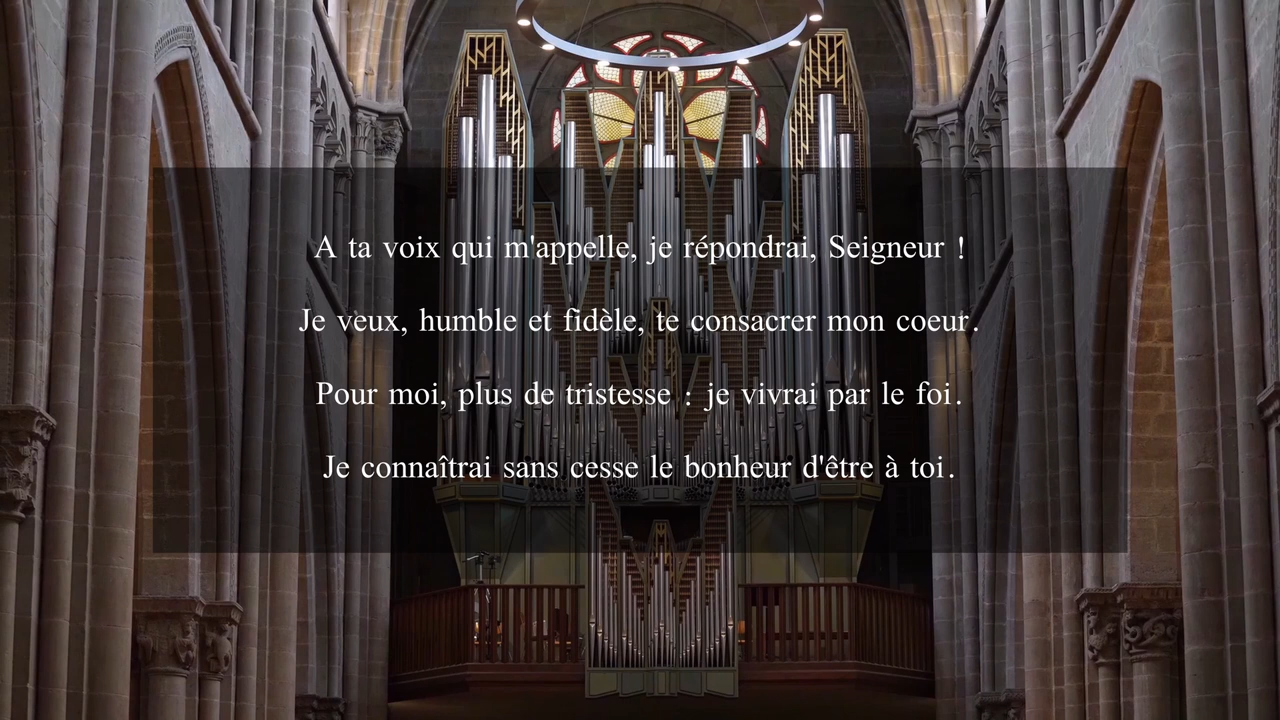 A ta voix qui m'appelle, je répondrai, Seigneur !
Je veux, humble et fidèle, te consacrer mon coeur.
Pour moi, plus de tristesse : je vivrai par le foi.
Je connaîtrai sans cesse le bonheur d'être à toi.